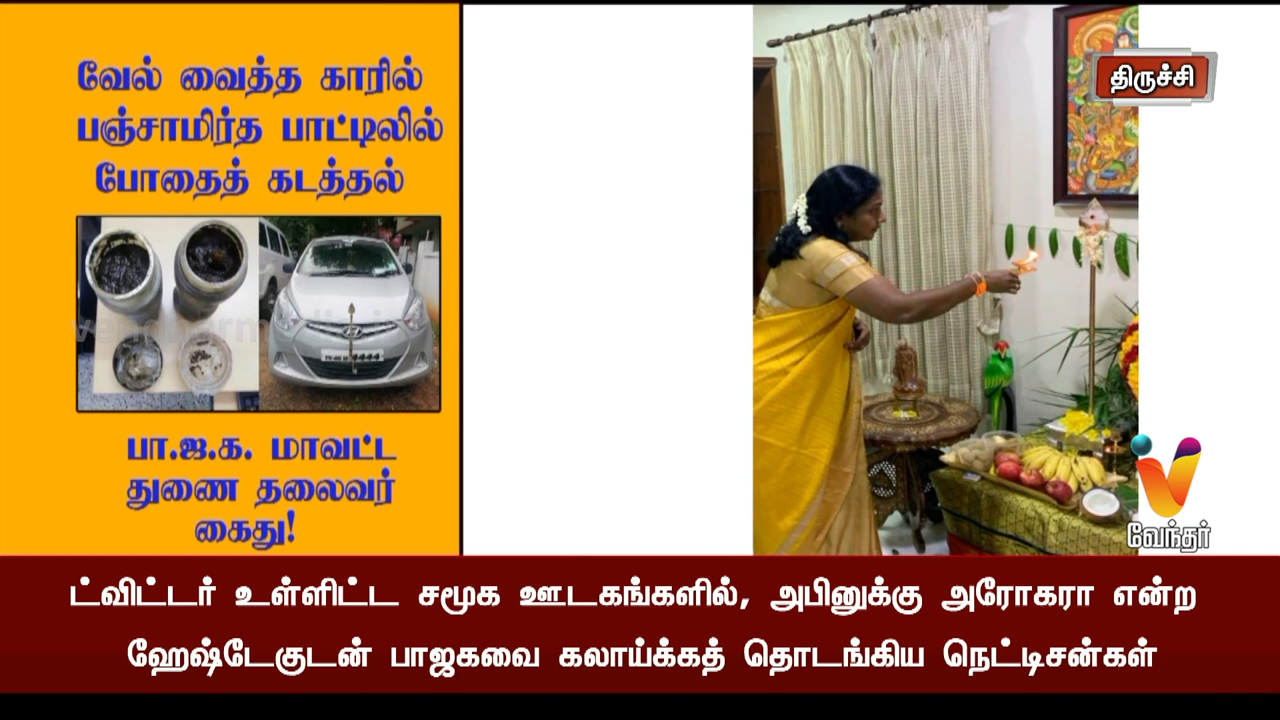 வேல் வைத்த காரில்
பஞ்சாமிர்த பாட்டிலில்
போதைத் கடத்தல்
பா.ஜ.க. மாவட்ட
துணை தலைவர்
கைது!
திருச்சி
வேந்தர்
ட்விட்டர் உள்ளிட்ட சமூக ஊடகங்களில், அபினுக்கு அரோகரா என்ற
ஹேஷ்டேகுடன் பாஜகவை கலாய்க்கத் தொடங்கிய நெட்டிசன்கள்